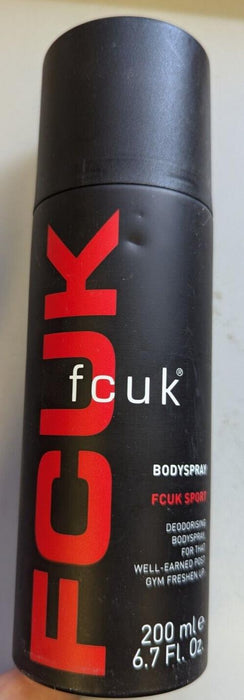 FCUK
fcuk®
BODYSPRAY
FCUK SPORT
DEODORISING
BODYSPRAY,
FOR THAT
WELL-EARNED POST
GYM FRESHEN UP.
200 ml ℮
6.7 Fl. Oz.